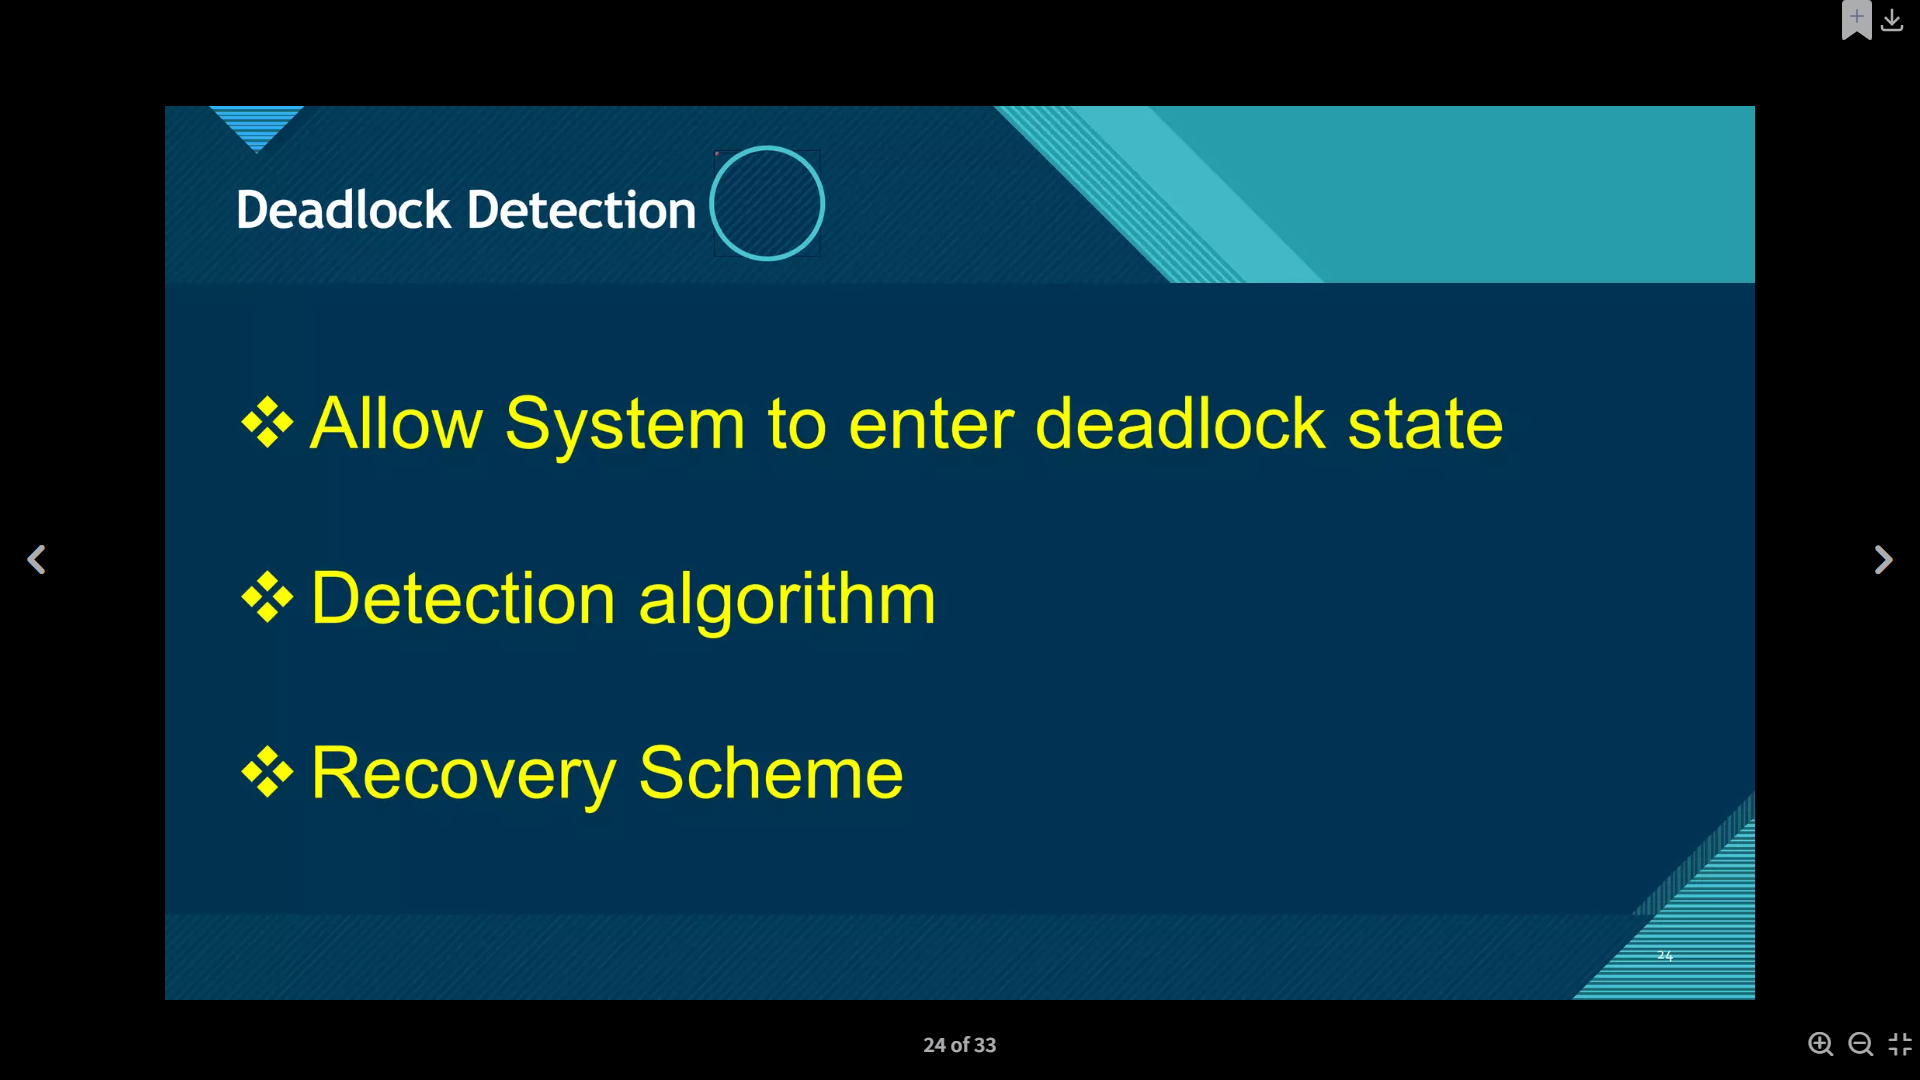 Deadlock Detection
❖ Allow System to enter deadlock state
❖ Detection algorithm
❖ Recovery Scheme
24
24 of 33